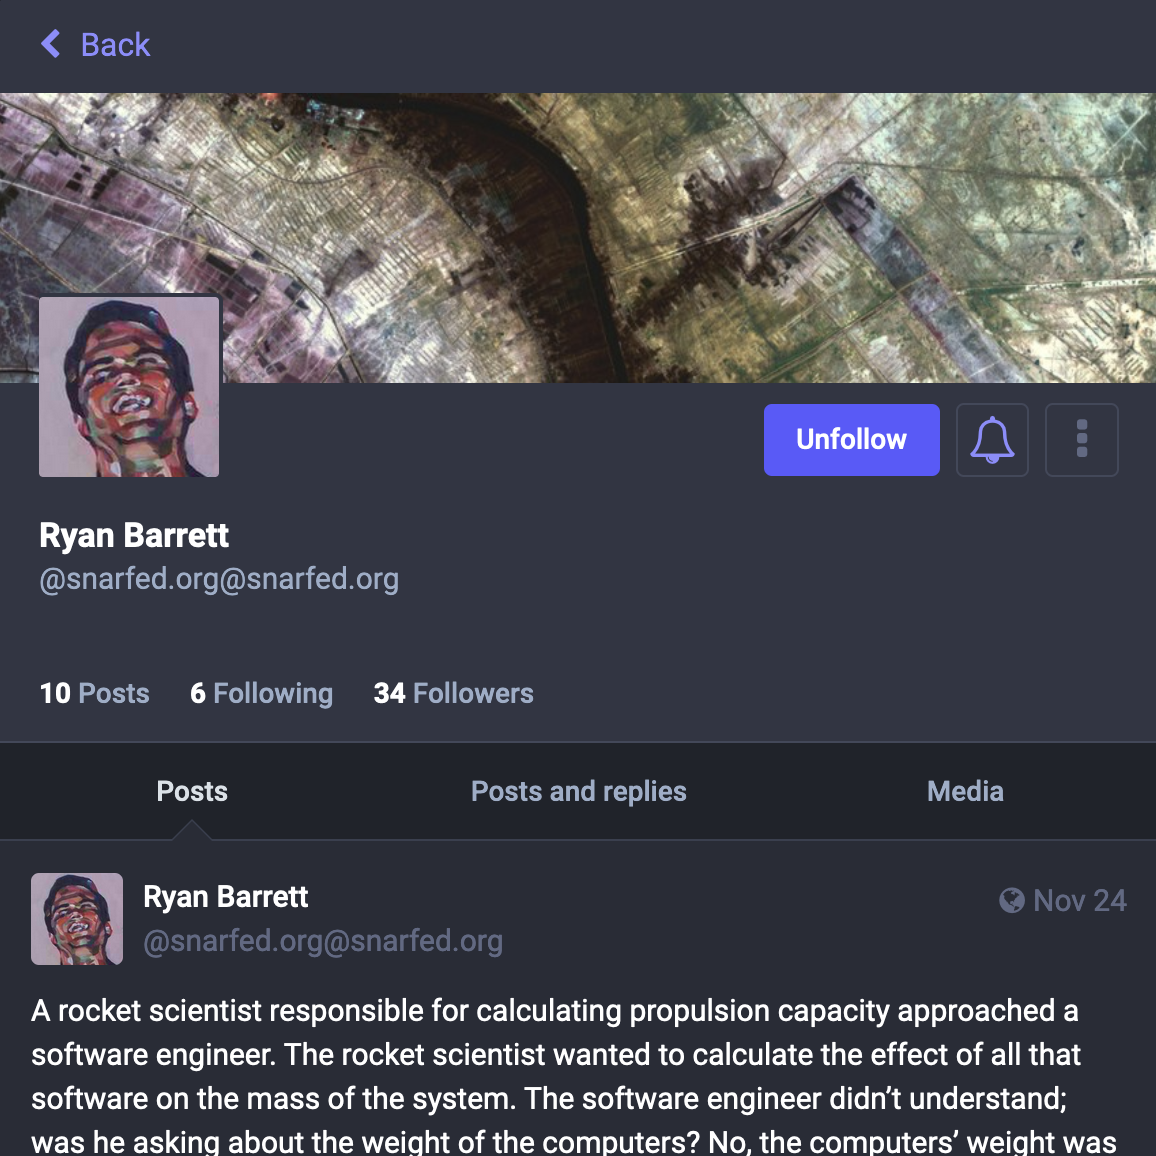 Back
Unfollow
Ryan Barrett
@snarfed.org@snarfed.org
10 Posts 6 Following 34 Followers
Posts Posts and replies Media
Ryan Barrett Nov 24
@snarfed.org@snarfed.org
A rocket scientist responsible for calculating propulsion capacity approached a
software engineer. The rocket scientist wanted to calculate the effect of all that
software on the mass of the system. The software engineer didn’t understand;
was he asking about the weight of the computers? No, the computers’ weight was